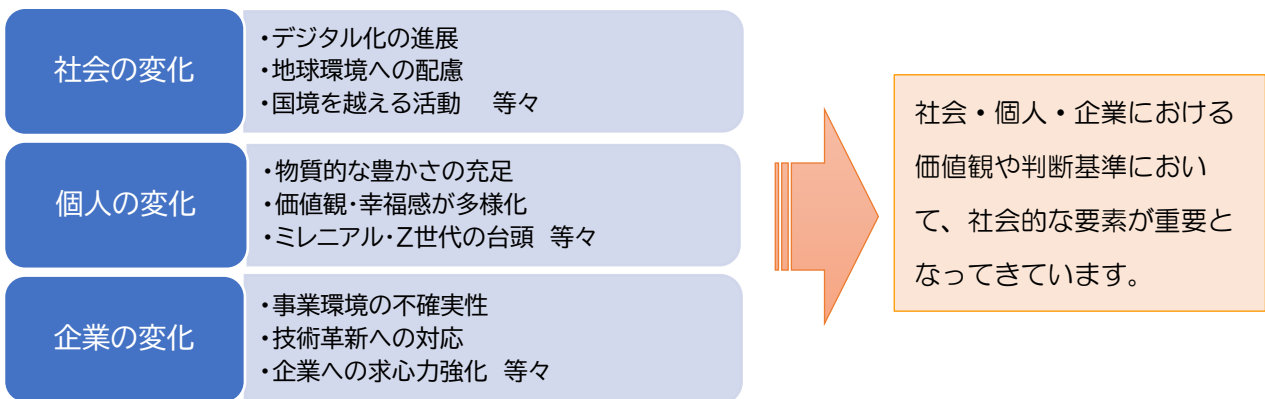 社会の変化
・デジタル化の進展
・地球環境への配慮
・国境を越える活動　等々
個人の変化
・物質的な豊かさの充足
・価値観・幸福感が多様化
・ミレニアル・Z世代の台頭　等々
企業の変化
・事業環境の不確実性
・技術革新への対応
・企業への求心力強化　等々
社会・個人・企業における
価値観や判断基準におい
て、社会的な要素が重要と
なってきています。